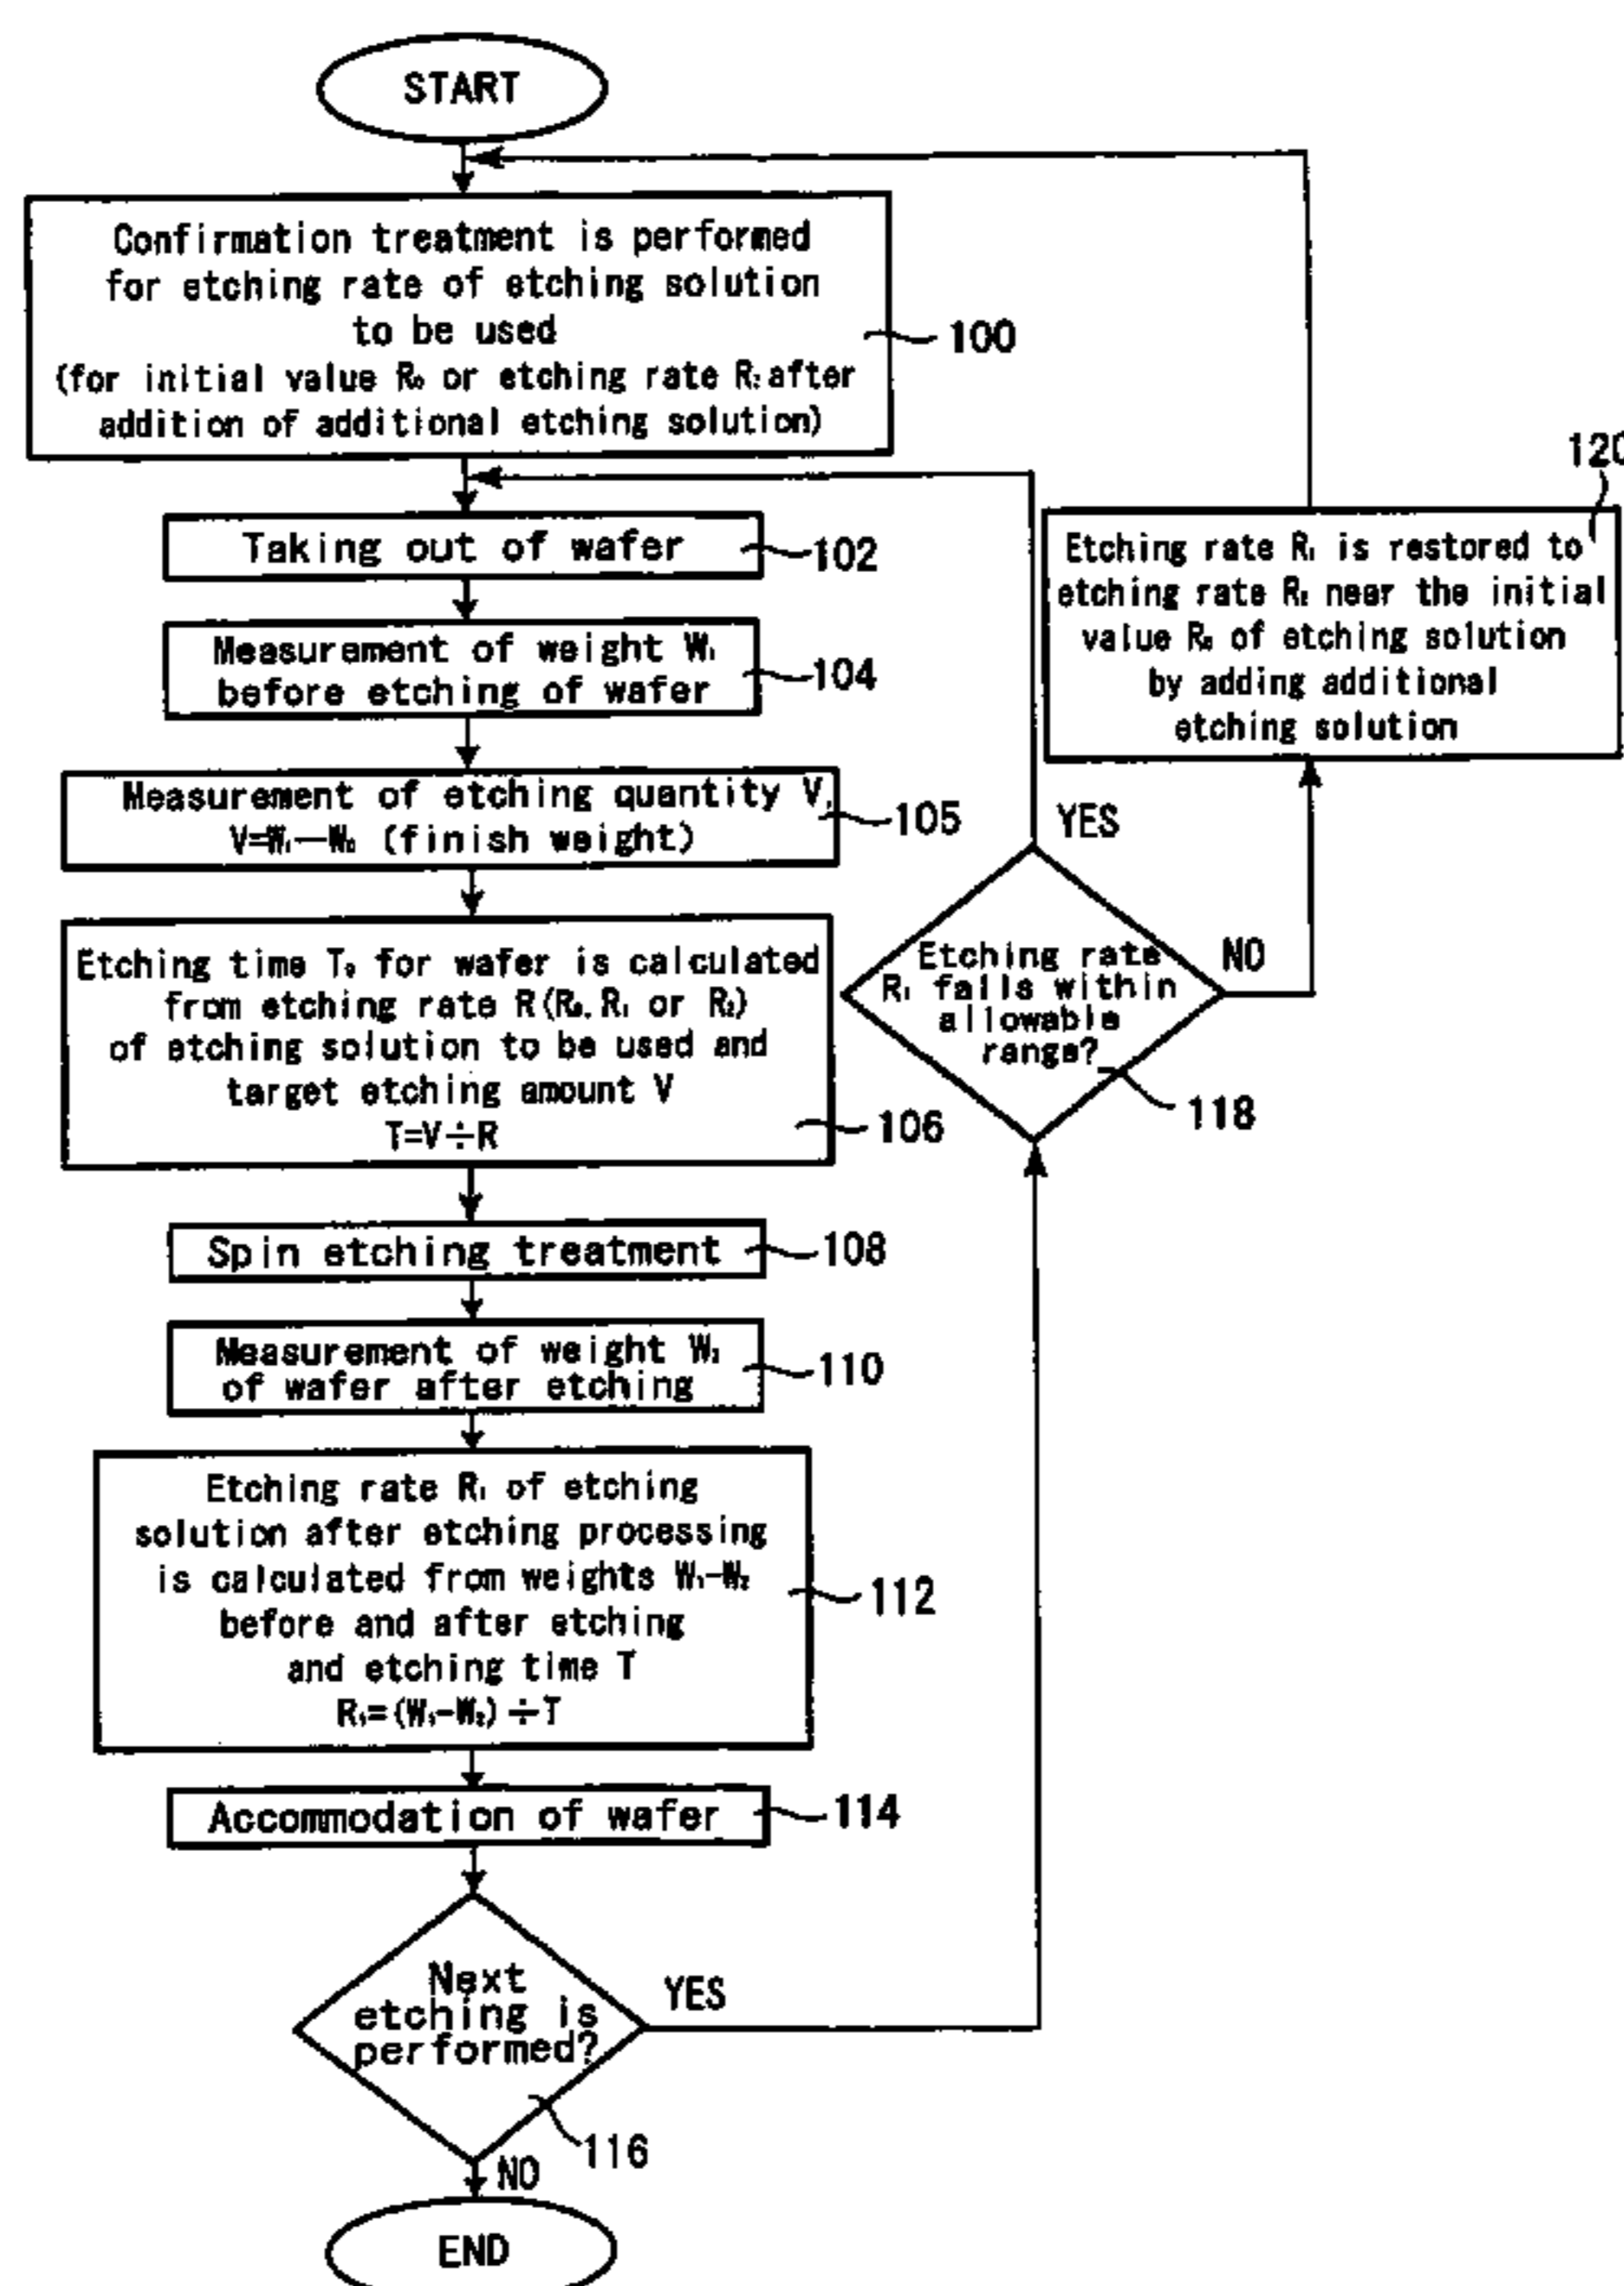 START
Confirmation treatment is performed
for etching rate of etching solution
to be used
(for initial value R₀ or etching rate R₂ after
addition of additional etching solution)
100
Taking out of wafer
102
Measurement of weight W₁
before etching of wafer
104
Measurement of etching quantity V,
V=W₁—W₀ (finish weight)
105
Etching time T₀ for wafer is calculated
from etching rate R(R₀, R₁ or R₂)
of etching solution to be used and
target etching amount V
T=V÷R
106
Spin etching treatment
108
Measurement of weight W₂
of wafer after etching
110
Etching rate R₁ of etching
solution after etching processing
is calculated from weights W₁-W₂
before and after etching
and etching time T
R₁=(W₁-W₂)÷T
112
Accommodation of wafer
114
Next
etching is
performed?
YES
116
NO
END
Etching rate
R₁ falls within
allowable
range?
YES
NO
118
120
Etching rate R₁ is restored to
etching rate R₂ near the initial
value R₀ of etching solution
by adding additional
etching solution